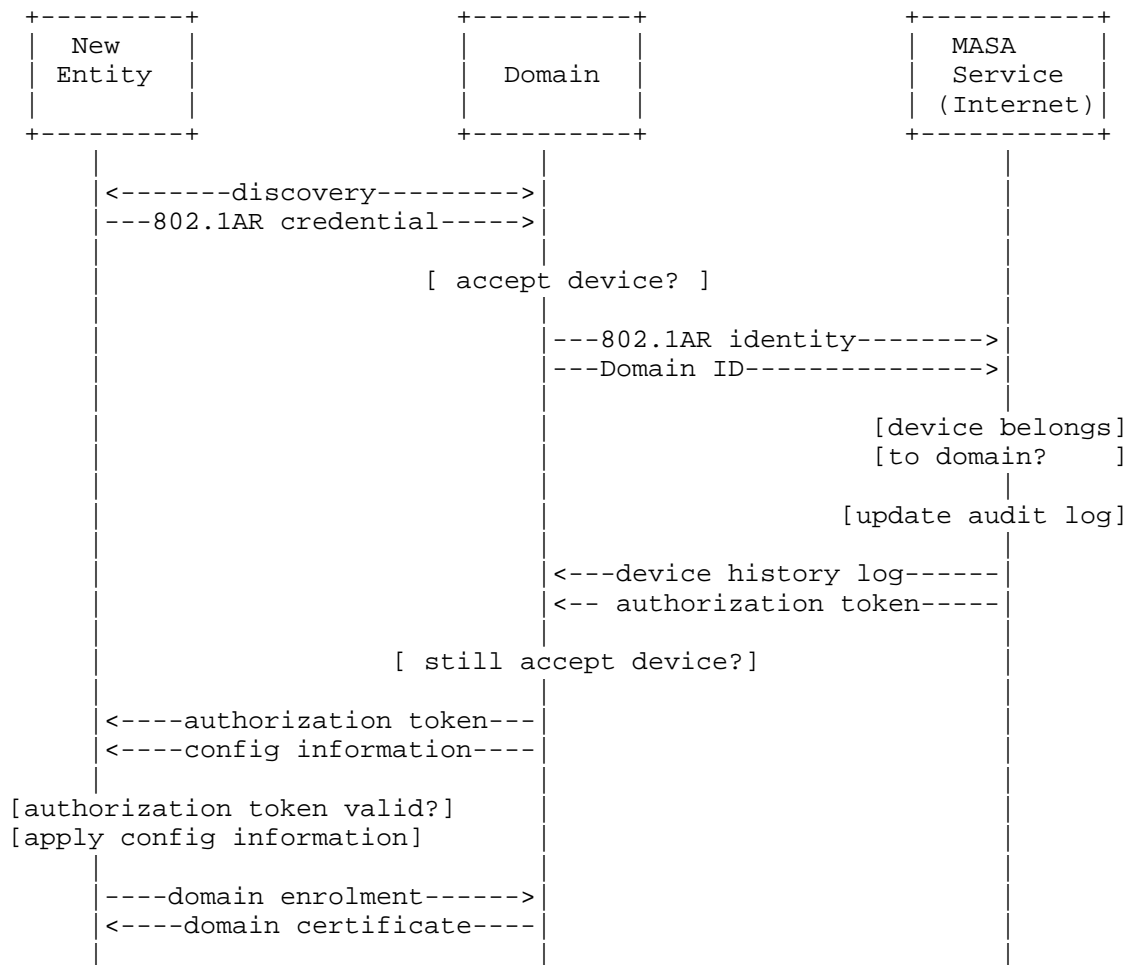 New
MASA
Entity
Domain
Service
(Internet)
<-------discovery--------->
---802.1AR credential----->
[ accept device? ]
---802.1AR identity-------->
---Domain ID--------------->
[device belongs]
[to domain?     ]
[update audit log]
<---device history log------
<-- authorization token-----
[ still accept device?]
<----authorization token---
<----config information----
[authorization token valid?]
[apply config information]
----domain enrolment------>
<----domain certificate----